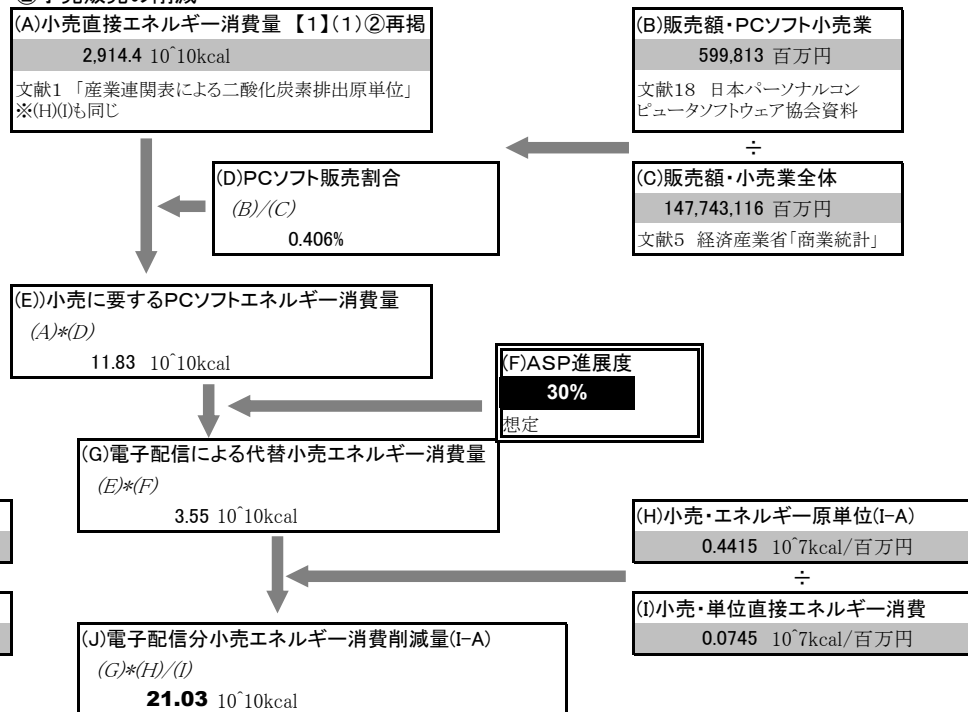 (A)小売直接エネルギー消費量 【1】(1)②再掲
2,914.4 10^10kcal
文献1 「産業連関表による二酸化炭素排出原単位」
※(H)(I)も同じ
(B)販売額・PCソフト小売業
599,813 百万円
文献18 日本パーソナルコン
ピュータソフトウェア協会資料
÷
(C)販売額・小売業全体
147,743,116 百万円
文献5 経済産業省「商業統計」
(D)PCソフト販売割合
(B)/(C)
0.406%
(E))小売に要するPCソフトエネルギー消費量
(A)*(D)
11.83 10^10kcal
(F)ASP進展度
30%
想定
(G)電子配信による代替小売エネルギー消費量
(E)*(F)
3.55 10^10kcal
(H)小売・エネルギー原単位(I-A)
0.4415 10^7kcal/百万円
÷
(I)小売・単位直接エネルギー消費
0.0745 10^7kcal/百万円
(J)電子配信分小売エネルギー消費削減量(I-A)
(G)*(H)/(I)
21.03 10^10kcal